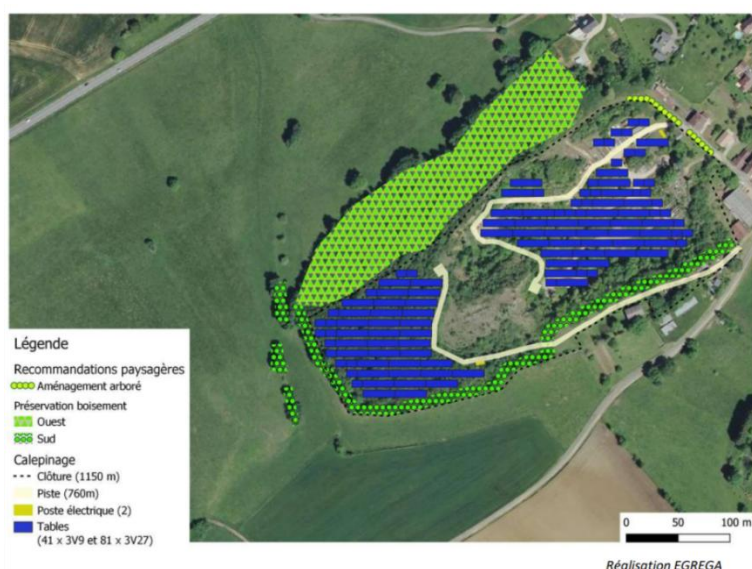 Légende
Recommandations paysagères
Aménagement arboré
Préservation boisement
Ouest
Sud
Calepinage
Clôture (1150 m)
Piste (760m)
Poste électrique (2)
Tables
(41 x 3V9 et 81 x 3V27)
0 50 100 m
Réalisation EGREGA